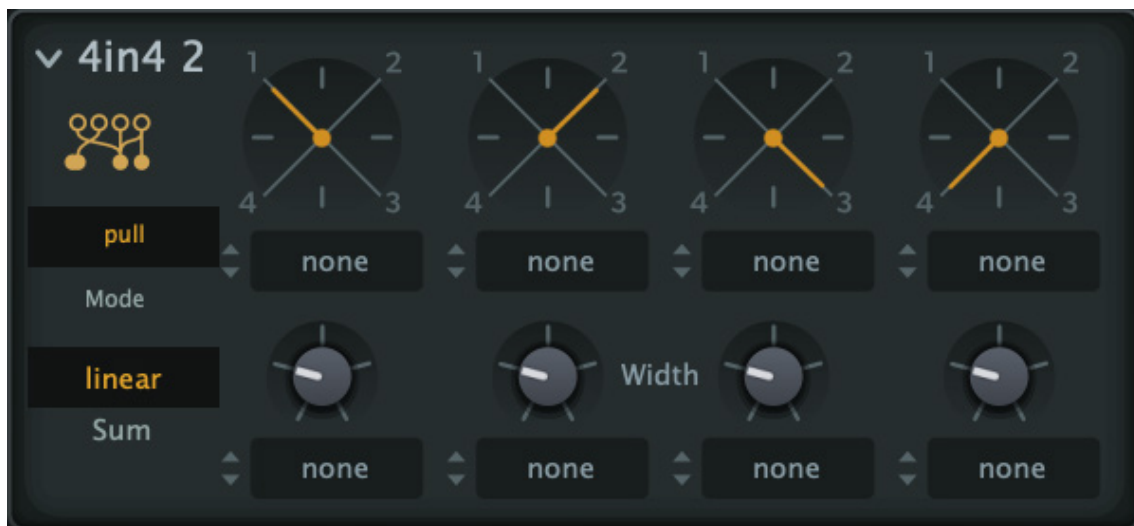 4in4 2
1 2 1 2 1 2 1 2
4 3 4 3 4 3 4 3
pull
none none none none
Mode
linear
Width
Sum
none none none none